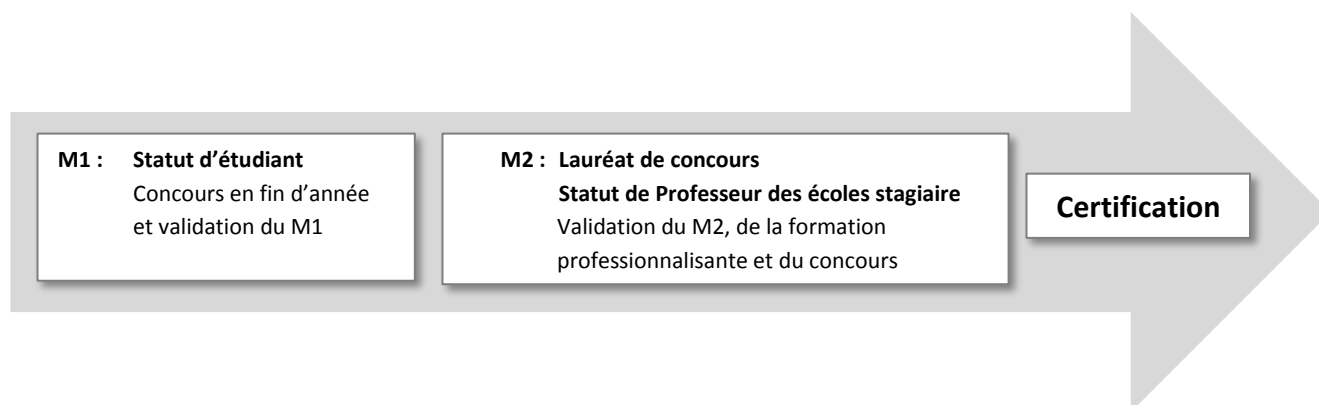 M1 : Statut d’étudiant
Concours en fin d’année
et validation du M1
M2 : Lauréat de concours
Statut de Professeur des écoles stagiaire
Validation du M2, de la formation
professionnalisante et du concours
Certification